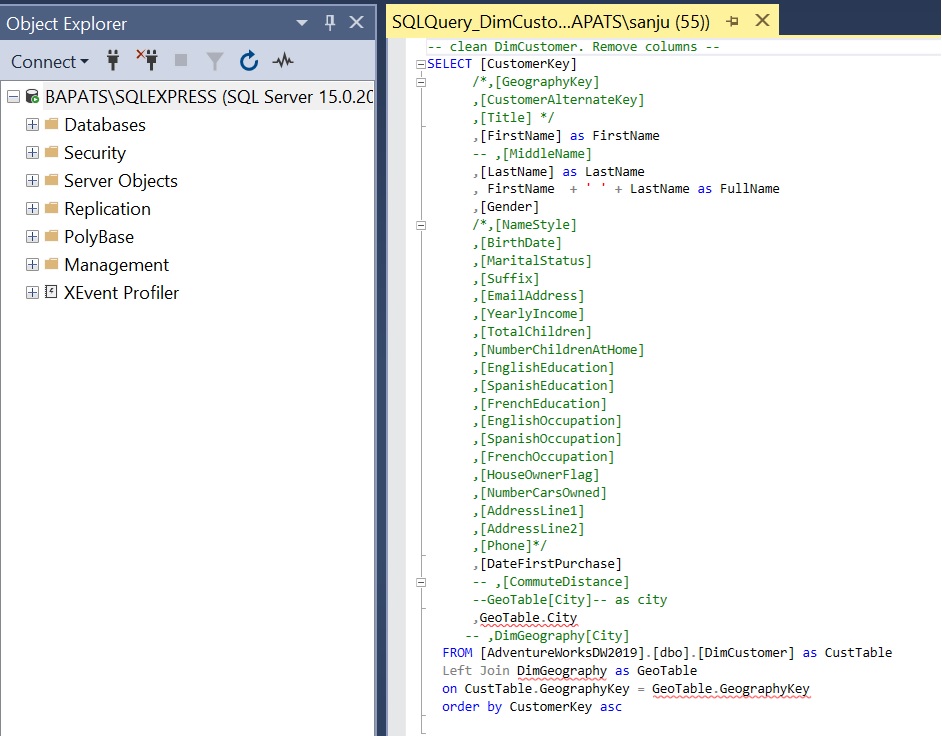 Object Explorer
Connect
BAPATS\SQLEXPRESS (SQL Server 15.0.20
Databases
Security
Server Objects
Replication
PolyBase
Management
XEvent Profiler
SQLQuery_DimCusto...APATS\sanju (55))
-- clean DimCustomer. Remove columns --
SELECT [CustomerKey]
/*,[GeographyKey]
,[CustomerAlternateKey]
,[Title] */
,[FirstName] as FirstName
-- ,[MiddleName]
,[LastName] as LastName
, FirstName  + ' ' + LastName as FullName
,[Gender]
/*,[NameStyle]
,[BirthDate]
,[MaritalStatus]
,[Suffix]
,[EmailAddress]
,[YearlyIncome]
,[TotalChildren]
,[NumberChildrenAtHome]
,[EnglishEducation]
,[SpanishEducation]
,[FrenchEducation]
,[EnglishOccupation]
,[SpanishOccupation]
,[FrenchOccupation]
,[HouseOwnerFlag]
,[NumberCarsOwned]
,[AddressLine1]
,[AddressLine2]
,[Phone]*/
,[DateFirstPurchase]
-- ,[CommuteDistance]
--GeoTable[City]-- as city
,GeoTable.City
-- ,DimGeography[City]
FROM [AdventureWorksDW2019].[dbo].[DimCustomer] as CustTable
Left Join DimGeography as GeoTable
on CustTable.GeographyKey = GeoTable.GeographyKey
order by CustomerKey asc